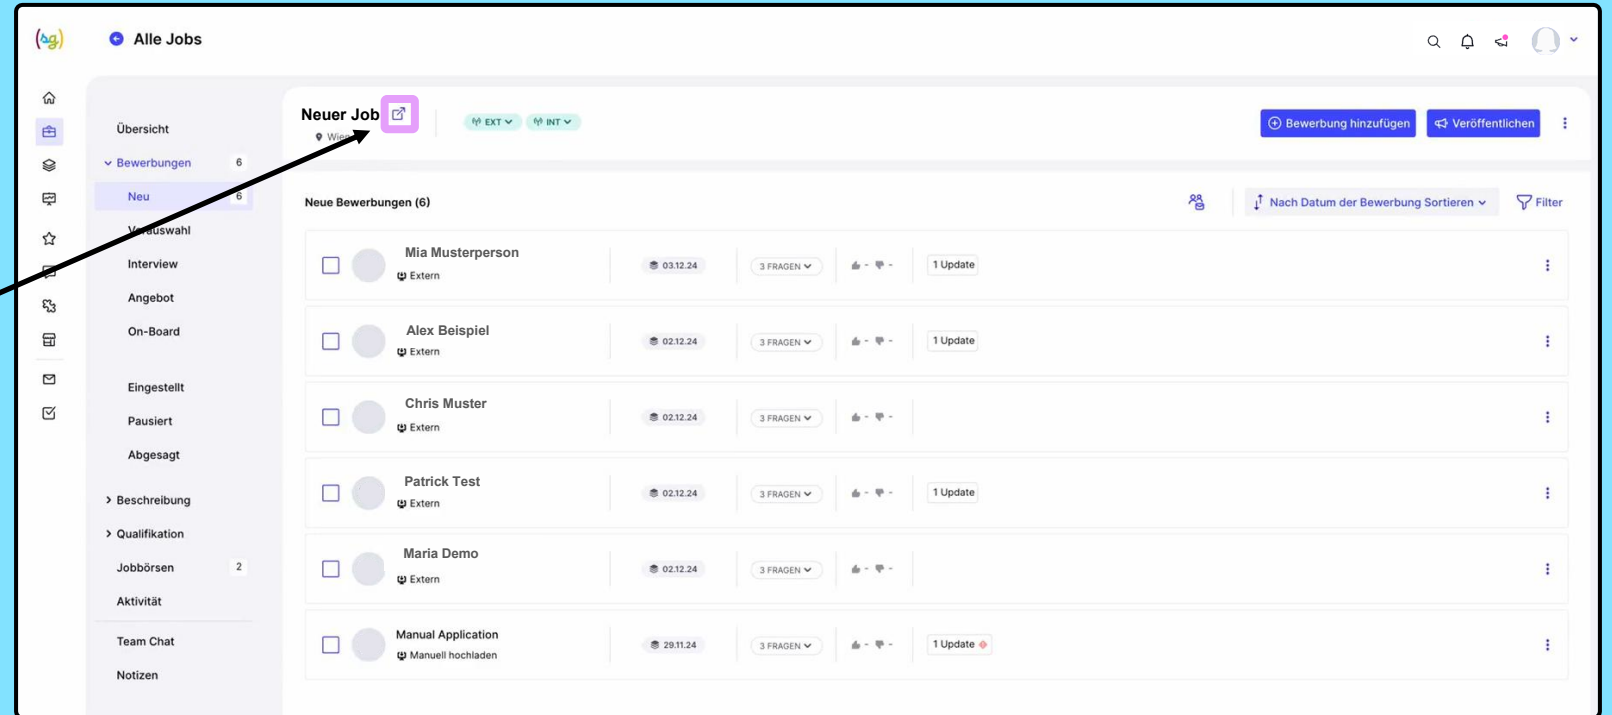 (sg)
Alle Jobs
Übersicht
Bewerbungen 6
Neu 6
Vorauswahl
Interview
Angebot
On-Board
Eingestellt
Pausiert
Abgesagt
Beschreibung
Qualifikation
Jobbörsen 2
Aktivität
Team Chat
Notizen
Neuer Job
Wien
EXT INT
Bewerbung hinzufügen Veröffentlichen
Neue Bewerbungen (6)
Nach Datum der Bewerbung Sortieren Filter
Mia Musterperson
Extern 03.12.24 3 FRAGEN - - 1 Update
Alex Beispiel
Extern 02.12.24 3 FRAGEN - - 1 Update
Chris Muster
Extern 02.12.24 3 FRAGEN - -
Patrick Test
Extern 02.12.24 3 FRAGEN - - 1 Update
Maria Demo
Extern 02.12.24 3 FRAGEN - -
Manual Application
Manuell hochladen 29.11.24 3 FRAGEN - - 1 Update